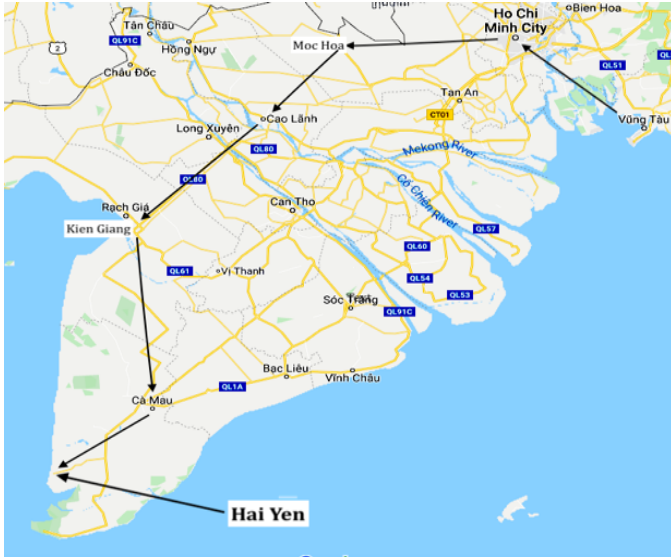 Ho Chi
Minh City
Bien Hoa
Tân Châu
QL91C
Hồng Ngự
2
Moc Hoa
QL51
Châu Đốc
Tan An
CT01
Cao Lãnh
Vũng Tàu
Long Xuyên
QL80
Mekong River
QL80
Cổ Chiên River
Rạch Giá
Can Tho
Kien Giang
QL57
QL60
QL61
Vị Thanh
QL54
QL53
Sóc Trăng
QL91C
Bạc Liêu
Vĩnh Châu
QL1A
Cà Mau
Hai Yen